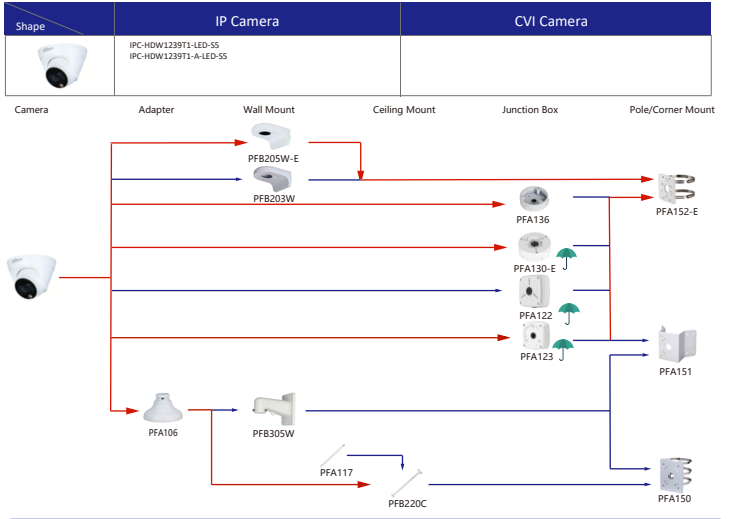 Shape
IP Camera
CVI Camera
IPC-HDW1239T1-LED-S5
IPC-HDW1239T1-A-LED-S5
Camera
Adapter
Wall Mount
Ceiling Mount
Junction Box
Pole/Corner Mount
PFB205W-E
PFB203W
PFA152-E
PFA136
PFA130-E
PFA122
PFA123
PFA151
PFA106
PFB305W
PFA117
PFB220C
PFA150